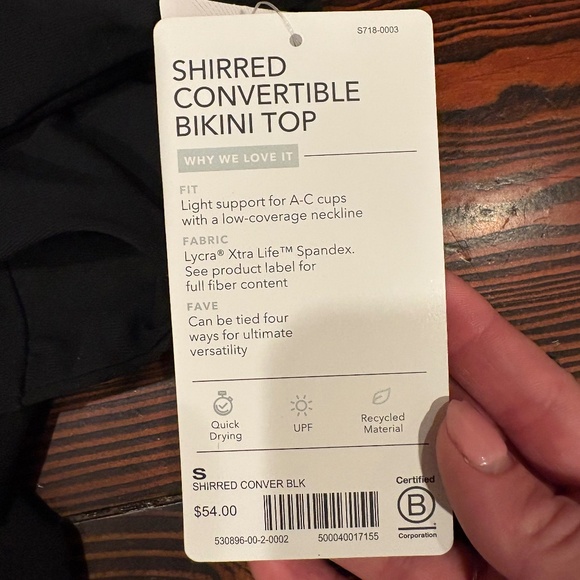 S718-0003
SHIRRED
CONVERTIBLE
BIKINI TOP
WHY WE LOVE IT
FIT
Light support for A-C cups
with a low-coverage neckline
FABRIC
Lycra® Xtra Life™ Spandex.
See product label for
full fiber content
FAVE
Can be tied four
ways for ultimate
versatility
Quick
Drying
UPF
Recycled
Material
S
SHIRRED CONVER BLK
$54.00
530896-00-2-0002
500040017155
Certified
B
Corporation